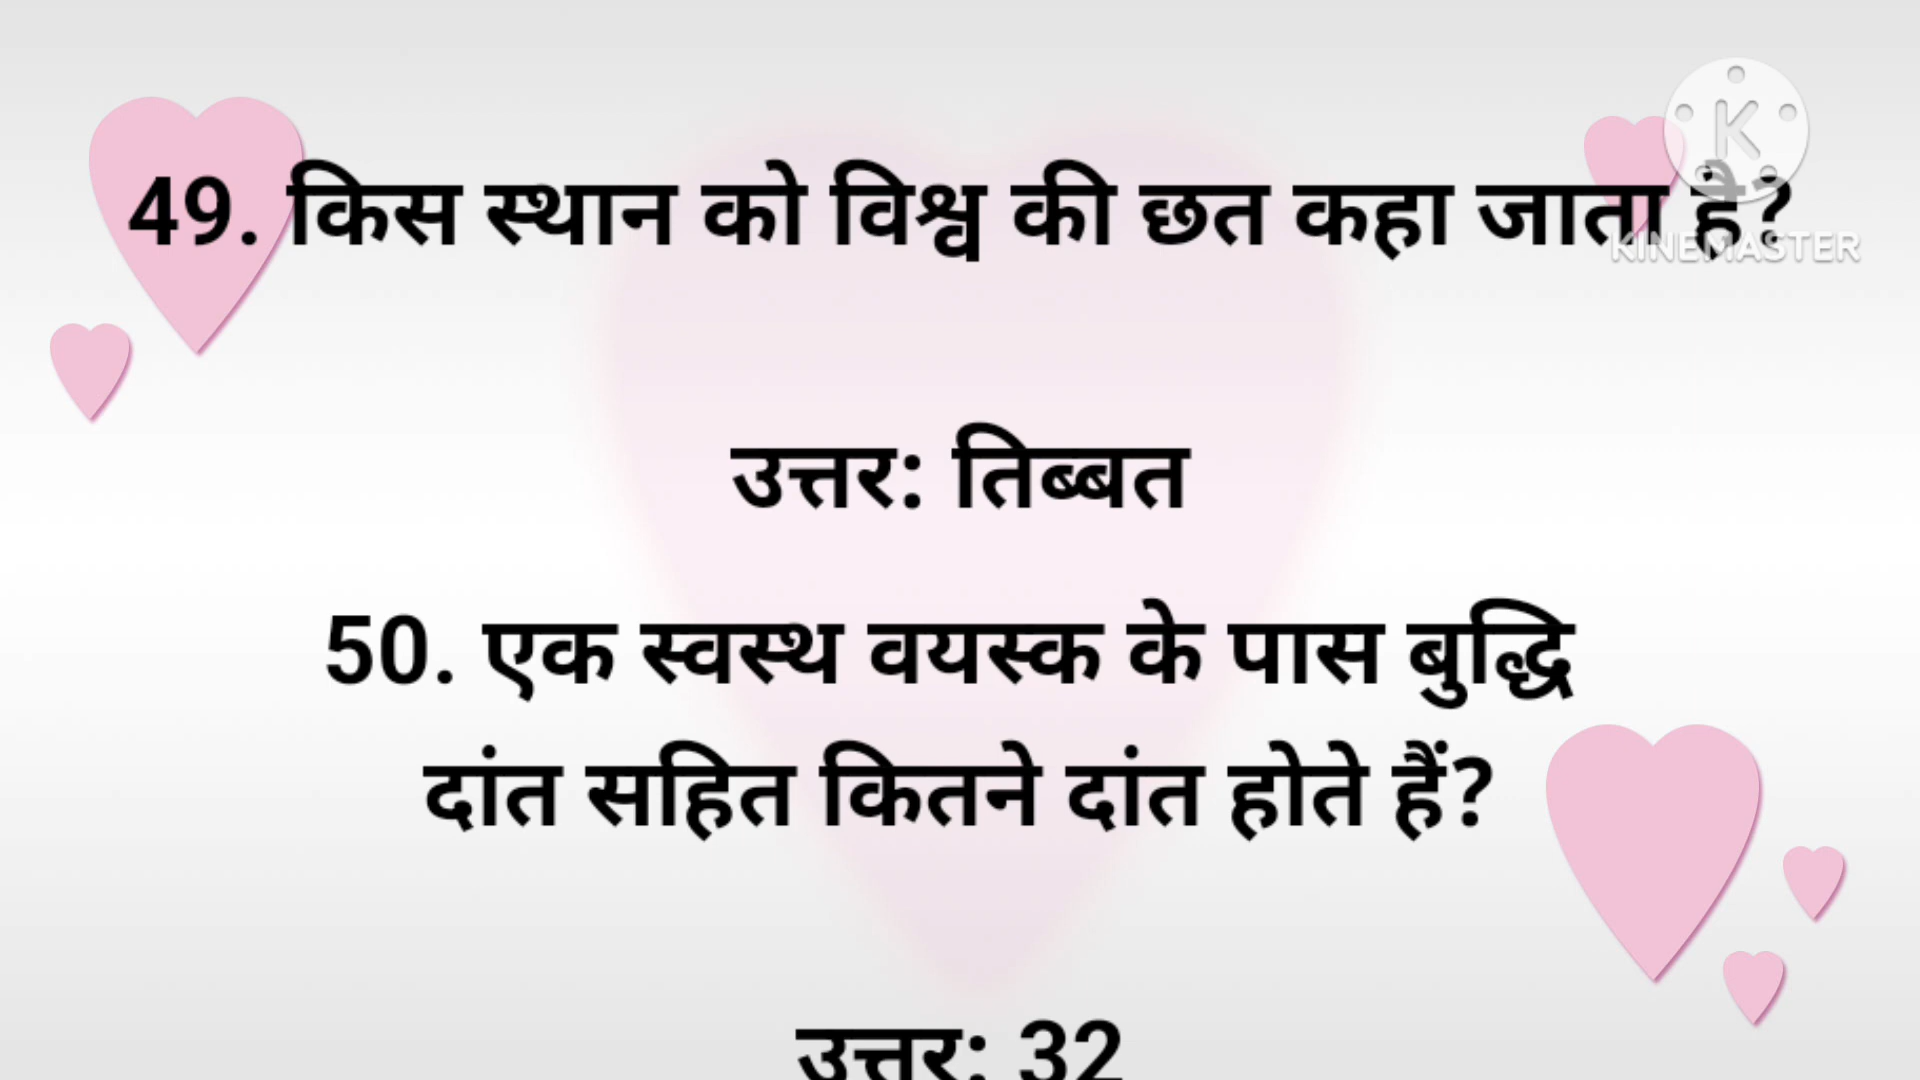 49. किस स्थान को विश्व की छत कहा जाता है?
KINEMASTER
उत्तर: तिब्बत
50. एक स्वस्थ वयस्क के पास बुद्धि
दांत सहित कितने दांत होते हैं?
उत्तर: 32